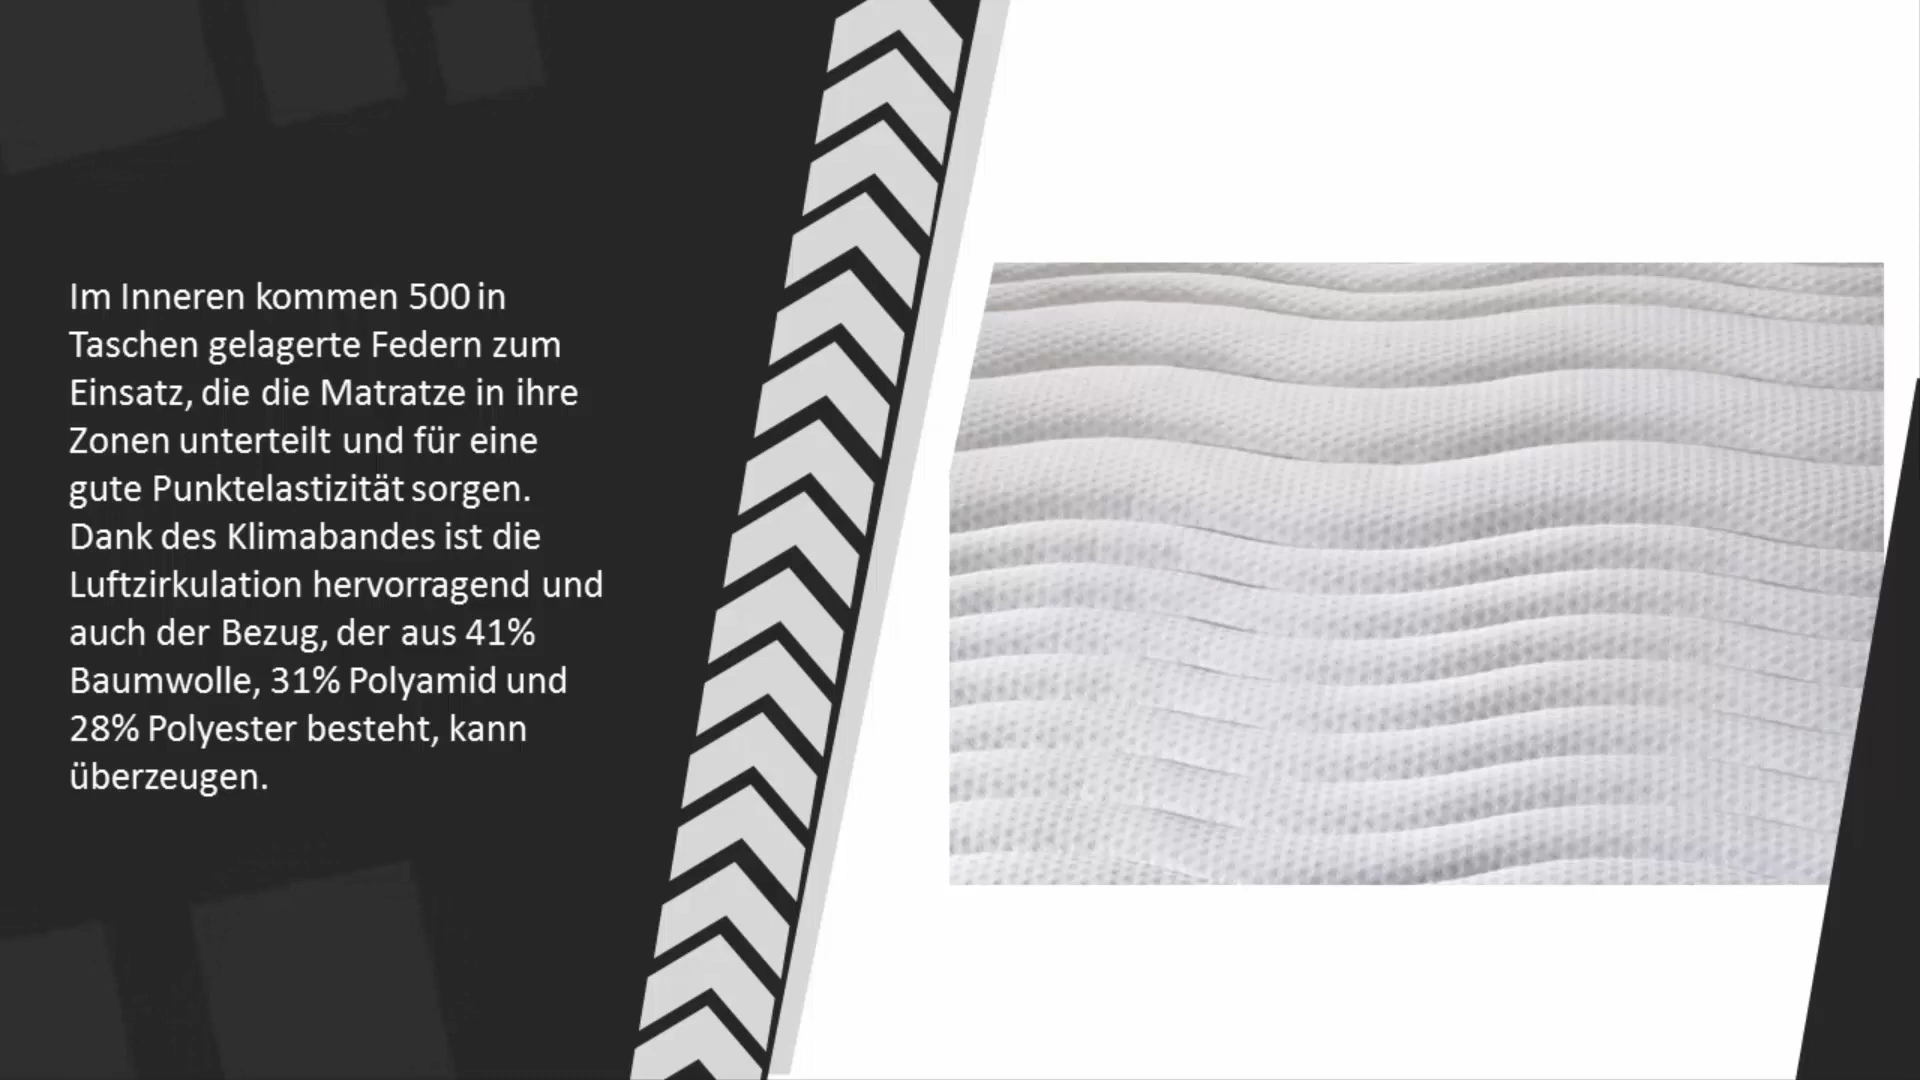 Im Inneren kommen 500 in
Taschen gelagerte Federn zum
Einsatz, die die Matratze in ihre
Zonen unterteilt und für eine
gute Punktelastizität sorgen.
Dank des Klimabandes ist die
Luftzirkulation hervorragend und
auch der Bezug, der aus 41%
Baumwolle, 31% Polyamid und
28% Polyester besteht, kann
überzeugen.